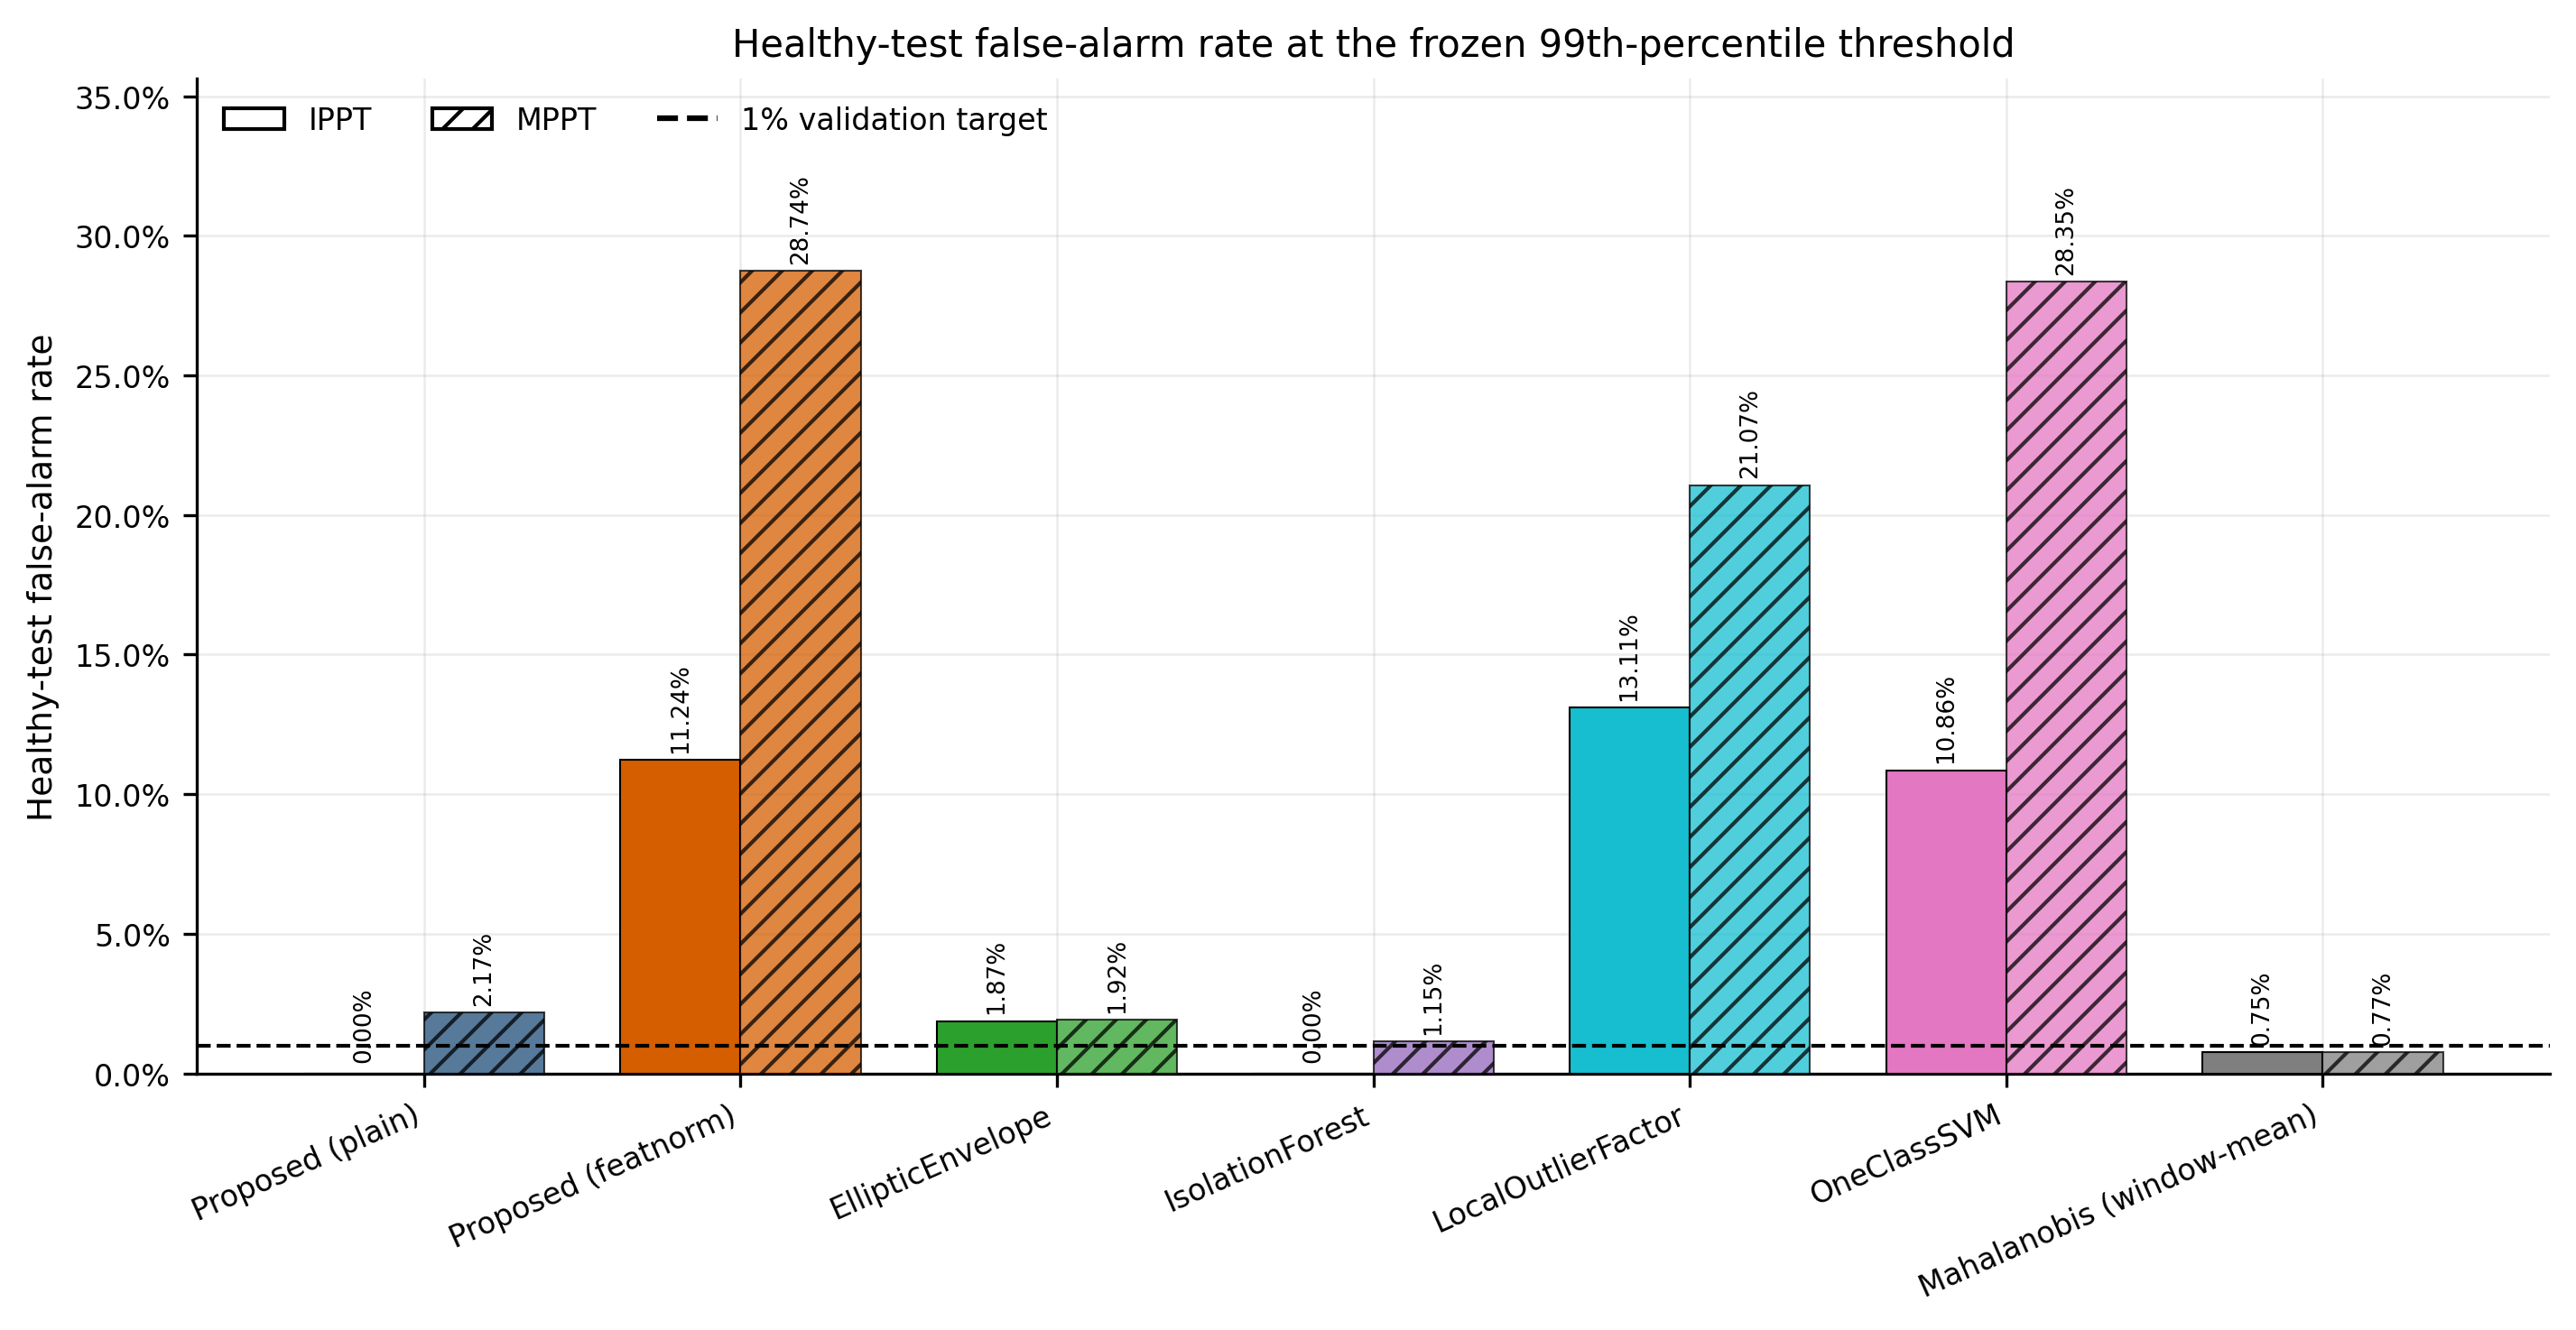 Healthy-test false-alarm rate at the frozen 99th-percentile threshold
IPPT
MPPT
1% validation target
Healthy-test false-alarm rate
35.0%
30.0%
25.0%
20.0%
15.0%
10.0%
5.0%
0.0%
0.00%
2.17%
11.24%
28.74%
1.87%
1.92%
0.00%
1.15%
13.11%
21.07%
10.86%
28.35%
0.75%
0.77%
Proposed (plain)
Proposed (featnorm)
EllipticEnvelope
IsolationForest
LocalOutlierFactor
OneClassSVM
Mahalanobis (window-mean)